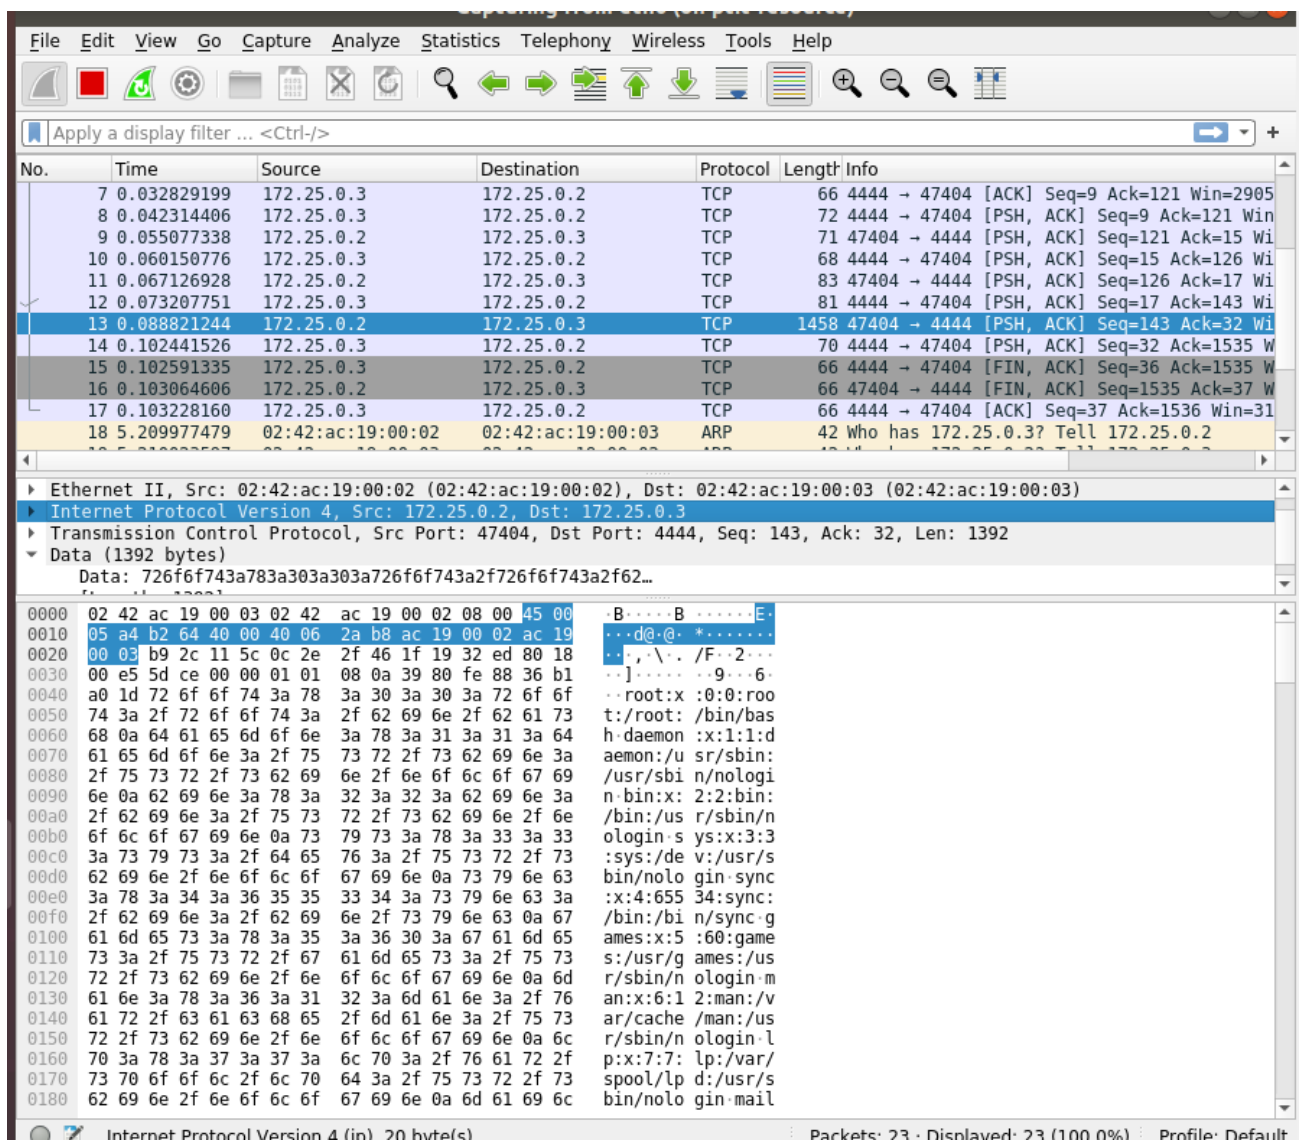 File Edit View Go Capture Analyze Statistics Telephony Wireless Tools Help
Apply a display filter ... <Ctrl-/>
No. Time Source Destination Protocol Length Info
7 0.032829199 172.25.0.3 172.25.0.2 TCP 66 4444 → 47404 [ACK] Seq=9 Ack=121 Win=2905
8 0.042314406 172.25.0.3 172.25.0.2 TCP 72 4444 → 47404 [PSH, ACK] Seq=9 Ack=121 Win
9 0.055077338 172.25.0.2 172.25.0.3 TCP 71 47404 → 4444 [PSH, ACK] Seq=121 Ack=15 Wi
10 0.060150776 172.25.0.3 172.25.0.2 TCP 68 4444 → 47404 [PSH, ACK] Seq=15 Ack=126 Wi
11 0.067126928 172.25.0.2 172.25.0.3 TCP 83 47404 → 4444 [PSH, ACK] Seq=126 Ack=17 Wi
12 0.073207751 172.25.0.3 172.25.0.2 TCP 81 4444 → 47404 [PSH, ACK] Seq=17 Ack=143 Wi
13 0.088821244 172.25.0.2 172.25.0.3 TCP 1458 47404 → 4444 [PSH, ACK] Seq=143 Ack=32 Wi
14 0.102441526 172.25.0.3 172.25.0.2 TCP 70 4444 → 47404 [PSH, ACK] Seq=32 Ack=1535 W
15 0.102591335 172.25.0.3 172.25.0.2 TCP 66 4444 → 47404 [FIN, ACK] Seq=36 Ack=1535 W
16 0.103064606 172.25.0.2 172.25.0.3 TCP 66 47404 → 4444 [FIN, ACK] Seq=1535 Ack=37 W
17 0.103228160 172.25.0.3 172.25.0.2 TCP 66 4444 → 47404 [ACK] Seq=37 Ack=1536 Win=31
18 5.209977479 02:42:ac:19:00:02 02:42:ac:19:00:03 ARP 42 Who has 172.25.0.3? Tell 172.25.0.2
Ethernet II, Src: 02:42:ac:19:00:02 (02:42:ac:19:00:02), Dst: 02:42:ac:19:00:03 (02:42:ac:19:00:03)
Internet Protocol Version 4, Src: 172.25.0.2, Dst: 172.25.0.3
Transmission Control Protocol, Src Port: 47404, Dst Port: 4444, Seq: 143, Ack: 32, Len: 1392
Data (1392 bytes)
Data: 726f6f743a783a303a303a726f6f743a2f726f6f743a2f62…
0000 02 42 ac 19 00 03 02 42 ac 19 00 02 08 00 45 00 ·B·····B ······E·
0010 05 a4 b2 64 40 00 40 06 2a b8 ac 19 00 02 ac 19 ···d@·@· *·······
0020 00 03 b9 2c 11 5c 0c 2e 2f 46 1f 19 32 ed 80 18 ···,·\·. /F··2···
0030 00 e5 5d ce 00 00 01 01 08 0a 39 80 fe 88 36 b1 ··]····· ··9···6·
0040 a0 1d 72 6f 6f 74 3a 78 3a 30 3a 30 3a 72 6f 6f ··root:x :0:0:roo
0050 74 3a 2f 72 6f 6f 74 3a 2f 62 69 6e 2f 62 61 73 t:/root: /bin/bas
0060 68 0a 64 61 65 6d 6f 6e 3a 78 3a 31 3a 31 3a 64 h·daemon :x:1:1:d
0070 61 65 6d 6f 6e 3a 2f 75 73 72 2f 73 62 69 6e 3a aemon:/u sr/sbin:
0080 2f 75 73 72 2f 73 62 69 6e 2f 6e 6f 6c 6f 67 69 /usr/sbi n/nologi
0090 6e 0a 62 69 6e 3a 78 3a 32 3a 32 3a 62 69 6e 3a n·bin:x: 2:2:bin:
00a0 2f 62 69 6e 3a 2f 75 73 72 2f 73 62 69 6e 2f 6e /bin:/us r/sbin/n
00b0 6f 6c 6f 67 69 6e 0a 73 79 73 3a 78 3a 33 3a 33 ologin·s ys:x:3:3
00c0 3a 73 79 73 3a 2f 64 65 76 3a 2f 75 73 72 2f 73 :sys:/de v:/usr/s
00d0 62 69 6e 2f 6e 6f 6c 6f 67 69 6e 0a 73 79 6e 63 bin/nolo gin·sync
00e0 3a 78 3a 34 3a 36 35 35 33 34 3a 73 79 6e 63 3a :x:4:655 34:sync:
00f0 2f 62 69 6e 3a 2f 62 69 6e 2f 73 79 6e 63 0a 67 /bin:/bi n/sync·g
0100 61 6d 65 73 3a 78 3a 35 3a 36 30 3a 67 61 6d 65 ames:x:5 :60:game
0110 73 3a 2f 75 73 72 2f 67 61 6d 65 73 3a 2f 75 73 s:/usr/g ames:/us
0120 72 2f 73 62 69 6e 2f 6e 6f 6c 6f 67 69 6e 0a 6d r/sbin/n ologin·m
0130 61 6e 3a 78 3a 36 3a 31 32 3a 6d 61 6e 3a 2f 76 an:x:6:1 2:man:/v
0140 61 72 2f 63 61 63 68 65 2f 6d 61 6e 3a 2f 75 73 ar/cache /man:/us
0150 72 2f 73 62 69 6e 2f 6e 6f 6c 6f 67 69 6e 0a 6c r/sbin/n ologin·l
0160 70 3a 78 3a 37 3a 37 3a 6c 70 3a 2f 76 61 72 2f p:x:7:7: lp:/var/
0170 73 70 6f 6f 6c 2f 6c 70 64 3a 2f 75 73 72 2f 73 spool/lp d:/usr/s
0180 62 69 6e 2f 6e 6f 6c 6f 67 69 6e 0a 6d 61 69 6c bin/nolo gin·mail
Internet Protocol Version 4 (ip), 20 byte(s) Packets: 23 · Displayed: 23 (100.0%) Profile: Default